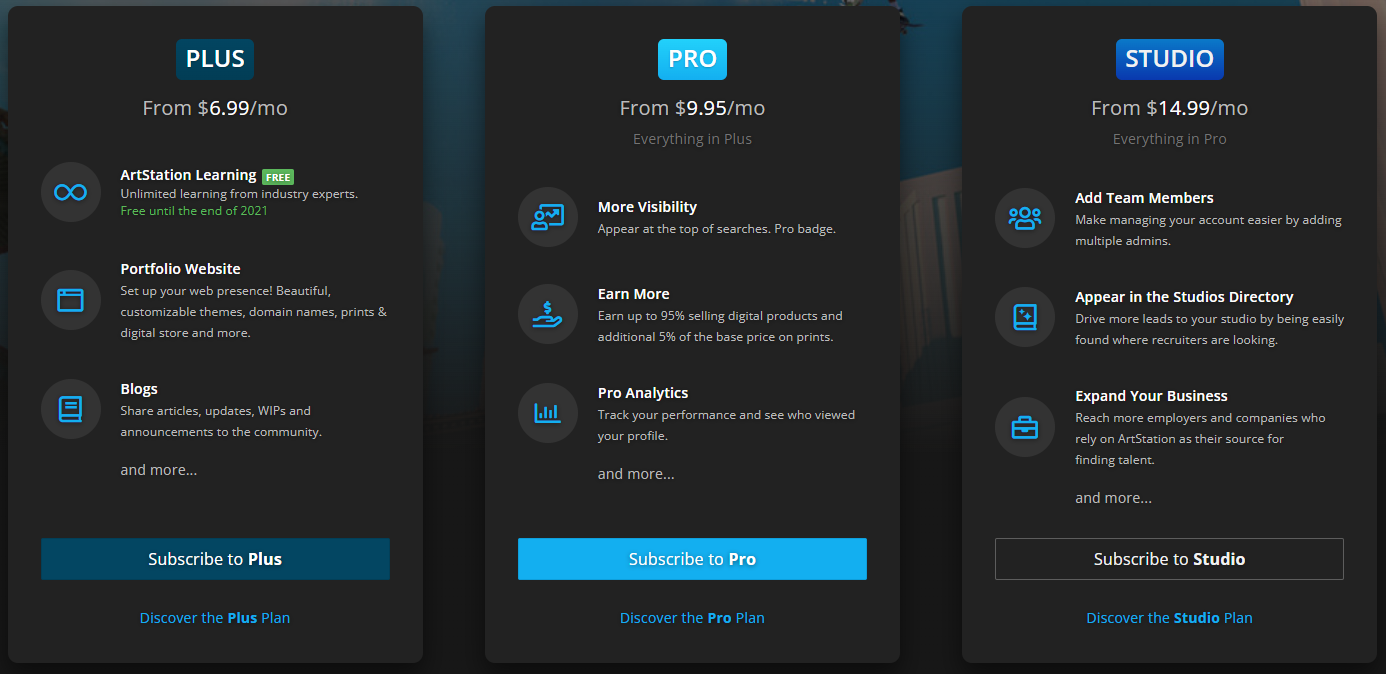 PLUS
From $6.99/mo
ArtStation Learning FREE
Unlimited learning from industry experts.
Free until the end of 2021
Portfolio Website
Set up your web presence! Beautiful,
customizable themes, domain names, prints &
digital store and more.
Blogs
Share articles, updates, WIPs and
announcements to the community.
and more...
Subscribe to Plus
Discover the Plus Plan
PRO
From $9.95/mo
Everything in Plus
More Visibility
Appear at the top of searches. Pro badge.
Earn More
Earn up to 95% selling digital products and
additional 5% of the base price on prints.
Pro Analytics
Track your performance and see who viewed
your profile.
and more...
Subscribe to Pro
Discover the Pro Plan
STUDIO
From $14.99/mo
Everything in Pro
Add Team Members
Make managing your account easier by adding
multiple admins.
Appear in the Studios Directory
Drive more leads to your studio by being easily
found where recruiters are looking.
Expand Your Business
Reach more employers and companies who
rely on ArtStation as their source for
finding talent.
and more...
Subscribe to Studio
Discover the Studio Plan